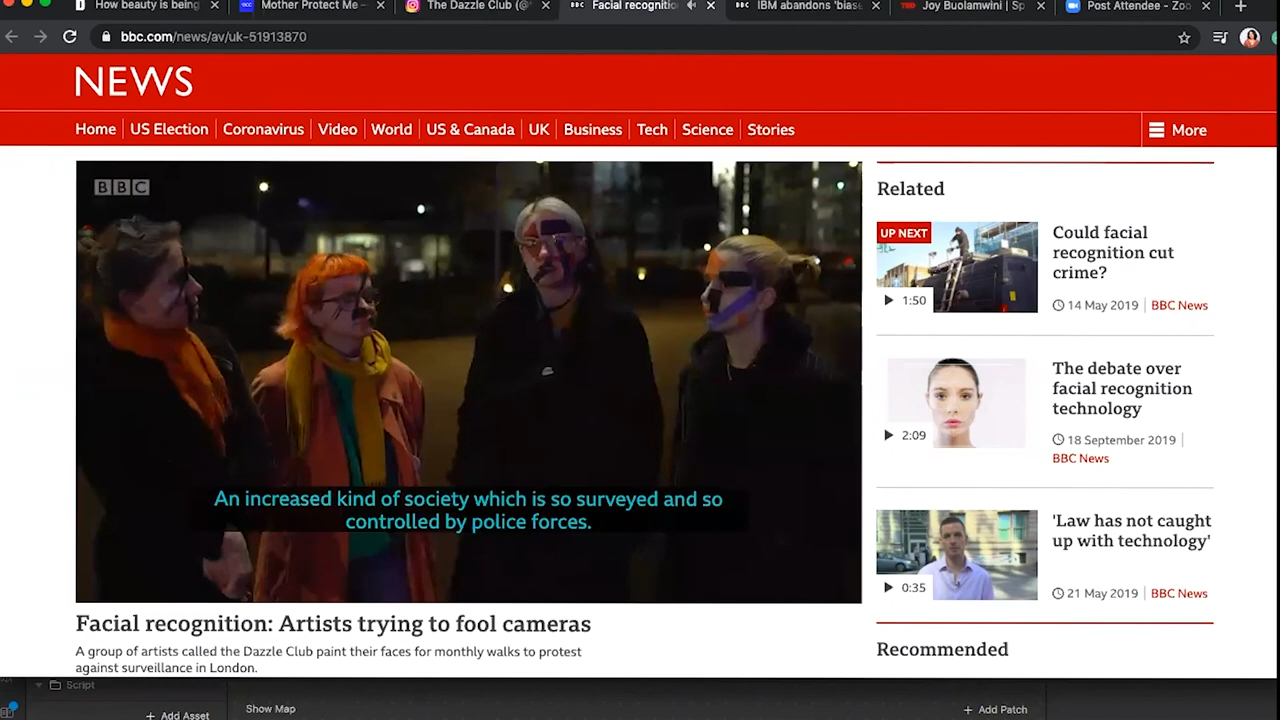 How beauty is being
Mother Protect Me –
The Dazzle Club (@
BBC
Facial recognitio
BBC
IBM abandons 'bias
TED
Joy Buolamwini | Sp
Post Attendee - Zoo
bbc.com/news/av/uk-51913870
NEWS
Home
US Election
Coronavirus
Video
World
US & Canada
UK
Business
Tech
Science
Stories
More
BBC
An increased kind of society which is so surveyed and so
controlled by police forces.
Facial recognition: Artists trying to fool cameras
A group of artists called the Dazzle Club paint their faces for monthly walks to protest
against surveillance in London.
Related
UP NEXT
1:50
Could facial
recognition cut
crime?
14 May 2019
BBC News
2:09
The debate over
facial recognition
technology
18 September 2019
BBC News
0:35
'Law has not caught
up with technology'
21 May 2019
BBC News
Recommended
Script
Add Asset
Show Map
Add Patch